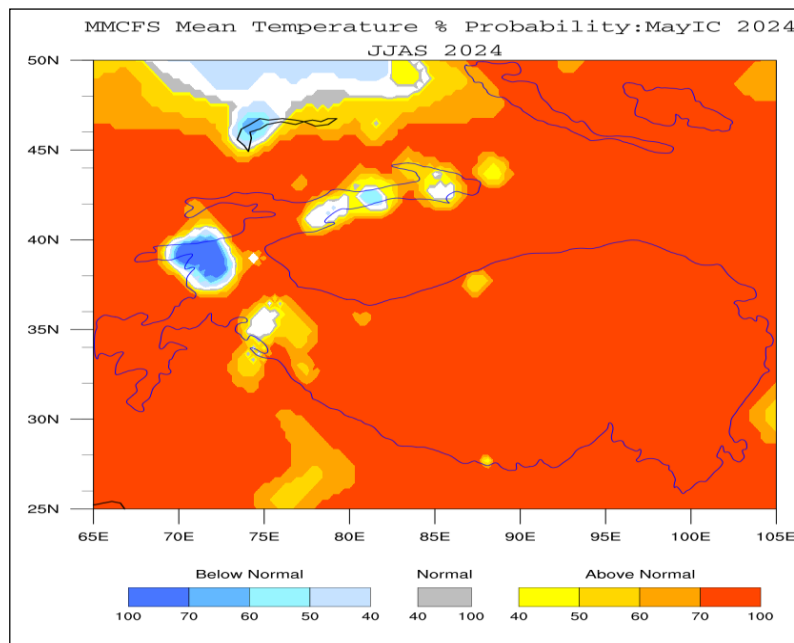 MMCFS Mean Temperature % Probability:MayIC 2024
JJAS 2024
50N
45N
40N
35N
30N
25N
65E 70E 75E 80E 85E 90E 95E 100E 105E
Below Normal Normal Above Normal
100 70 60 50 40 40 100 40 50 60 70 100